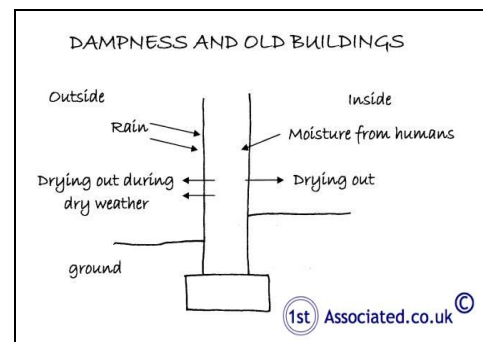 DAMPNESS AND OLD BUILDINGS
Outside
Inside
Rain
Moisture from humans
Drying out during
dry weather
Drying out
ground
1st Associated.co.uk ©